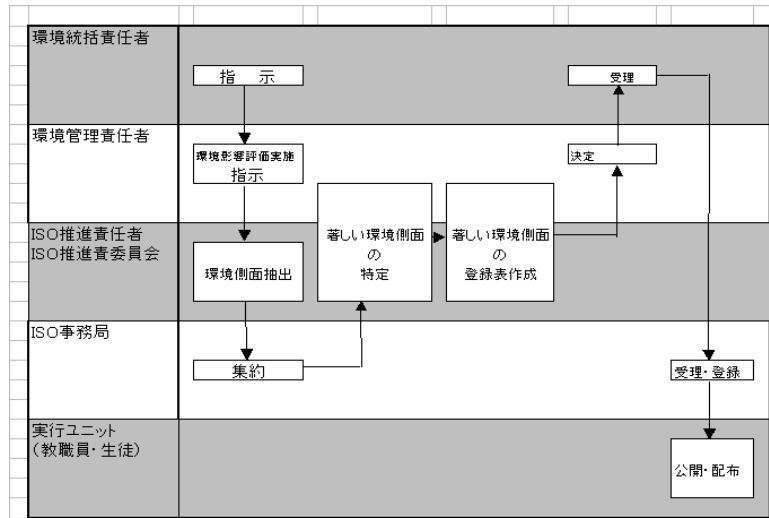 環境統括責任者
指　示
受理
環境管理責任者
環境影響評価実施
指示
決定
ISO推進責任者
ISO推進責委員会
環境側面抽出
著しい環境側面
の
特定
著しい環境側面
の
登録表作成
ISO事務局
集約
受理・登録
実行ユニット
(教職員・生徒)
公開・配布